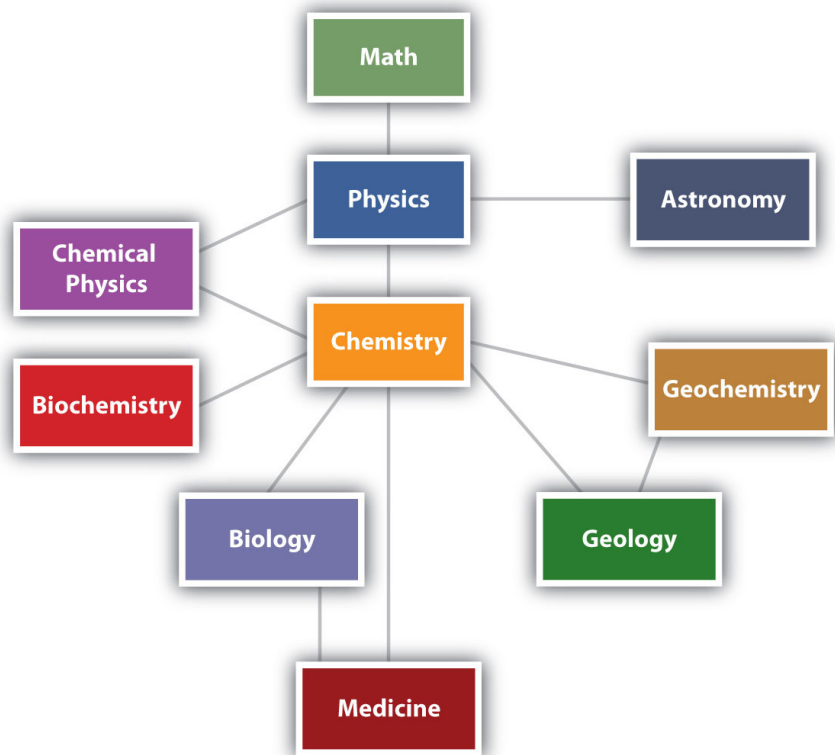 Math
Physics
Astronomy
Chemical
Physics
Chemistry
Biochemistry
Geochemistry
Biology
Geology
Medicine